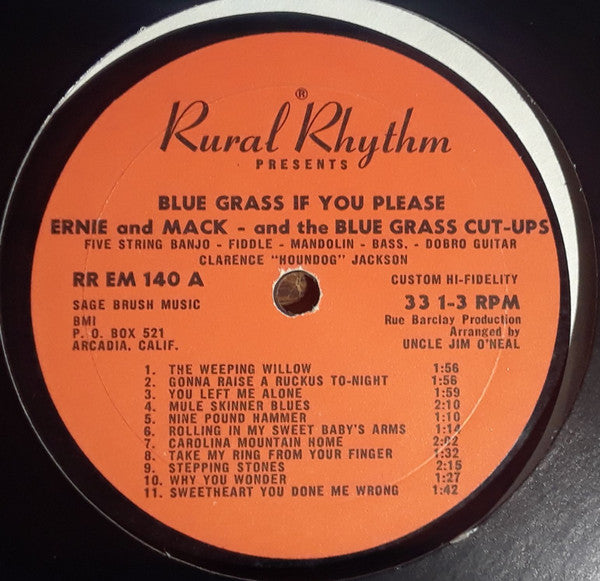 ®
Rural Rhythm
PRESENTS
BLUE GRASS IF YOU PLEASE
ERNIE and MACK - and the BLUE GRASS CUT-UPS
FIVE STRING BANJO - FIDDLE - MANDOLIN - BASS. - DOBRO GUITAR
CLARENCE "HOUNDOG" JACKSON
RR EM 140 A
CUSTOM HI-FIDELITY
SAGE BRUSH MUSIC
33 1-3 RPM
BMI
Rue Barclay Production
P. O. BOX 521
Arranged by
ARCADIA, CALIF.
UNCLE JIM O'NEAL
1. THE WEEPING WILLOW 1:56
2. GONNA RAISE A RUCKUS TO-NIGHT 1:56
3. YOU LEFT ME ALONE 1:59
4. MULE SKINNER BLUES 2:10
5. NINE POUND HAMMER 1:10
6. ROLLING IN MY SWEET BABY'S ARMS 1:14
7. CAROLINA MOUNTAIN HOME 2:02
8. TAKE MY RING FROM YOUR FINGER 1:32
9. STEPPING STONES 2:15
10. WHY YOU WONDER 1:27
11. SWEETHEART YOU DONE ME WRONG 1:42